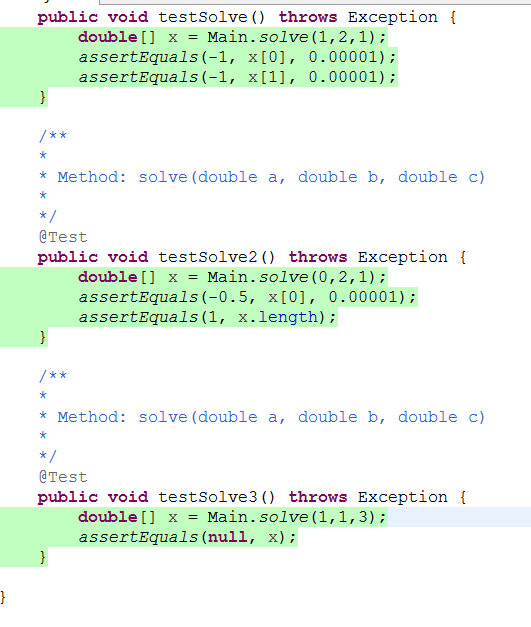 public void testSolve() throws Exception {
double[] x = Main.solve(1,2,1);
assertEquals(-1, x[0], 0.00001);
assertEquals(-1, x[1], 0.00001);
}
/**
*
* Method: solve(double a, double b, double c)
*
*/
@Test
public void testSolve2() throws Exception {
double[] x = Main.solve(0,2,1);
assertEquals(-0.5, x[0], 0.00001);
assertEquals(1, x.length);
}
/**
*
* Method: solve(double a, double b, double c)
*
*/
@Test
public void testSolve3() throws Exception {
double[] x = Main.solve(1,1,3);
assertEquals(null, x);
}
}